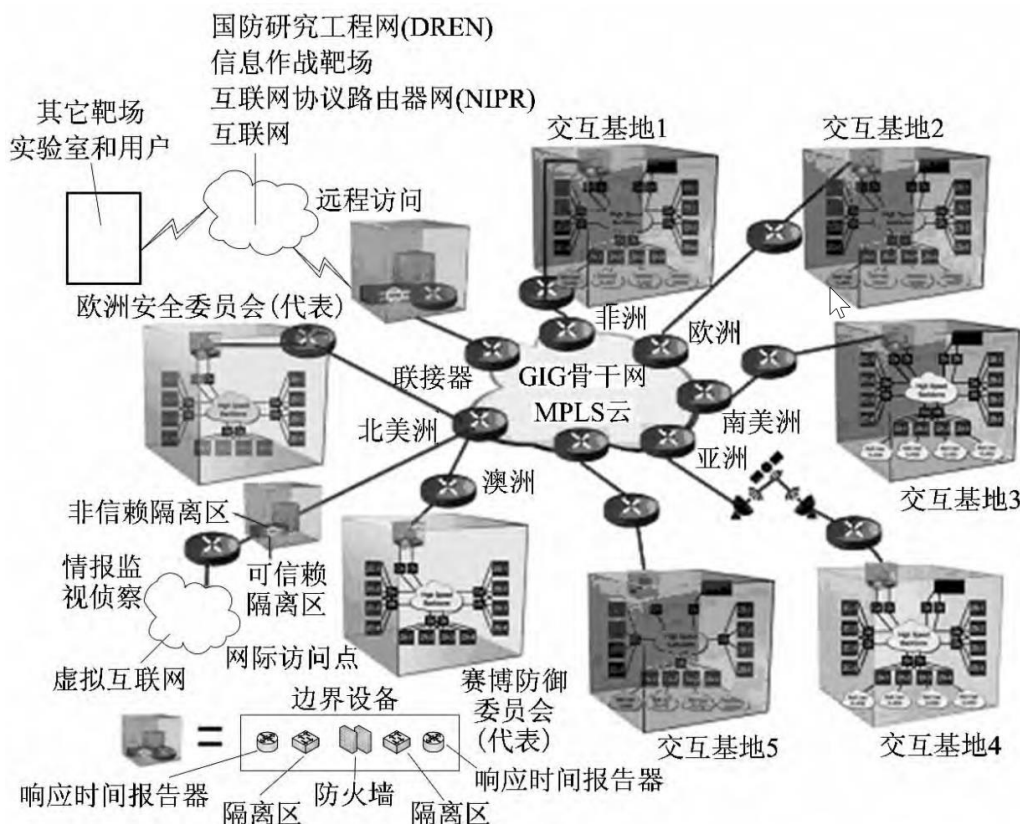 国防研究工程网(DREN)
信息作战靶场
互联网协议路由器网(NIPR)
互联网
其它靶场
实验室和用户
远程访问
交互基地1
交互基地2
欧洲安全委员会(代表)
非洲
欧洲
联接器
GIG骨干网
MPLS云
北美洲
南美洲
亚洲
澳洲
交互基地3
非信赖隔离区
情报监
视侦察
可信赖
隔离区
虚拟互联网
网际访问点
赛博防御
委员会
(代表)
边界设备
=
响应时间报告器
隔离区
防火墙
隔离区
响应时间报告器
交互基地5
交互基地4
High Speed
Backbone